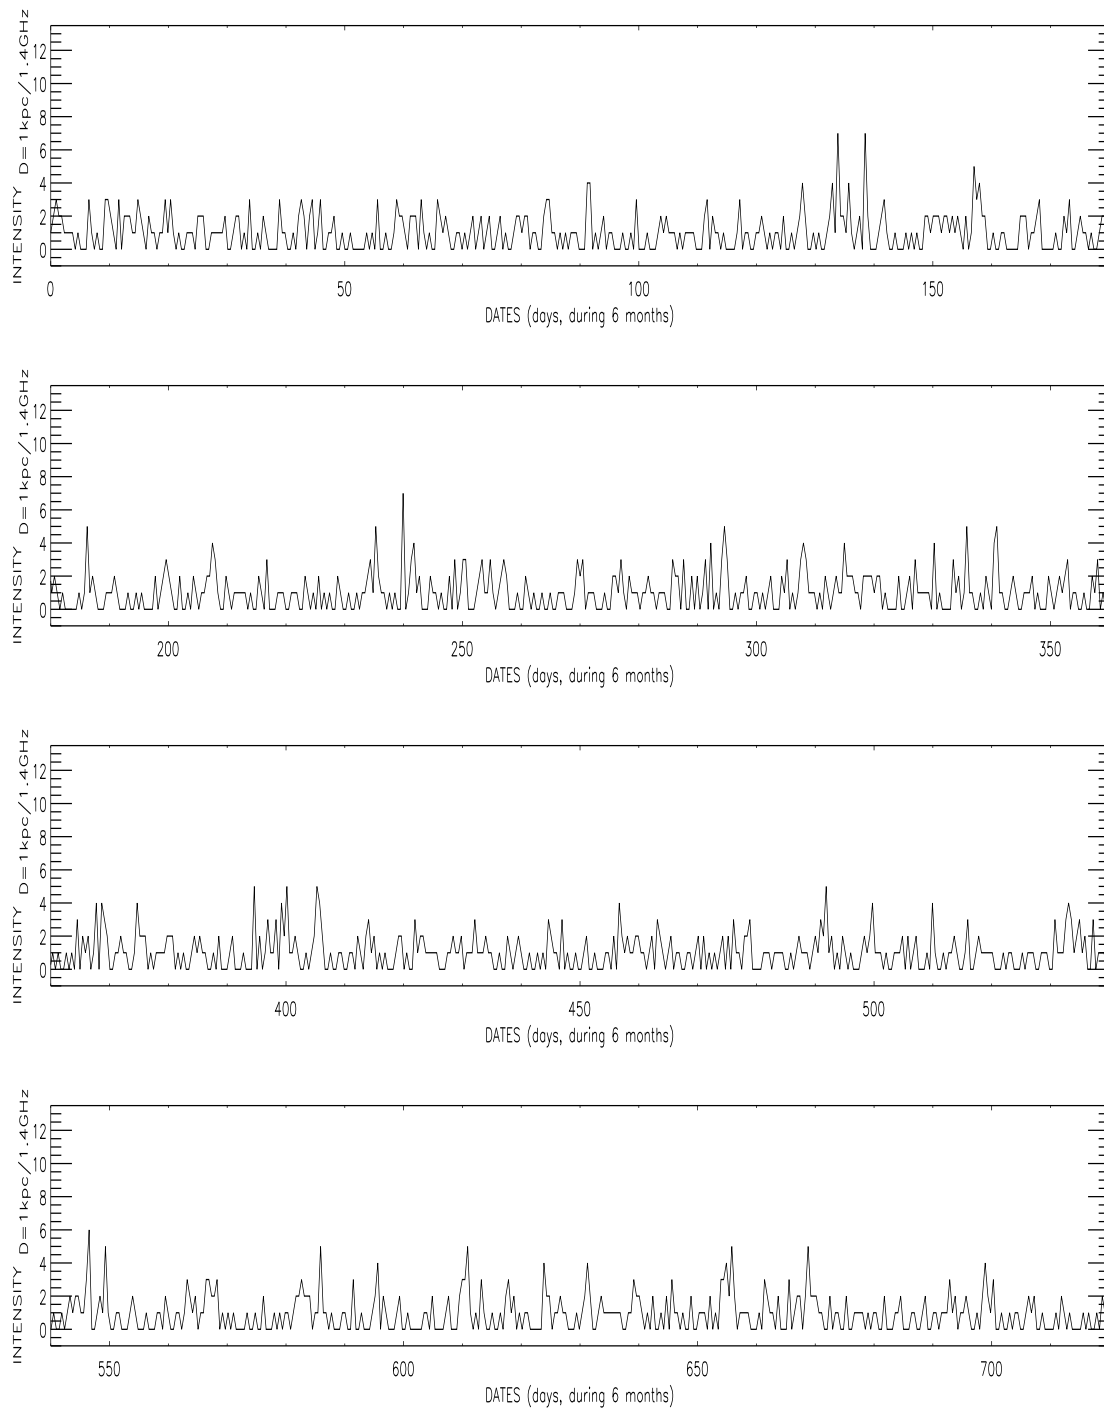 INTENSITY D=1kpc/1.4GHz
12
10
8
6
4
2
0
0 50 100 150
DATES (days, during 6 months)
INTENSITY D=1kpc/1.4GHz
12
10
8
6
4
2
0
200 250 300 350
DATES (days, during 6 months)
INTENSITY D=1kpc/1.4GHz
12
10
8
6
4
2
0
400 450 500
DATES (days, during 6 months)
INTENSITY D=1kpc/1.4GHz
12
10
8
6
4
2
0
550 600 650 700
DATES (days, during 6 months)